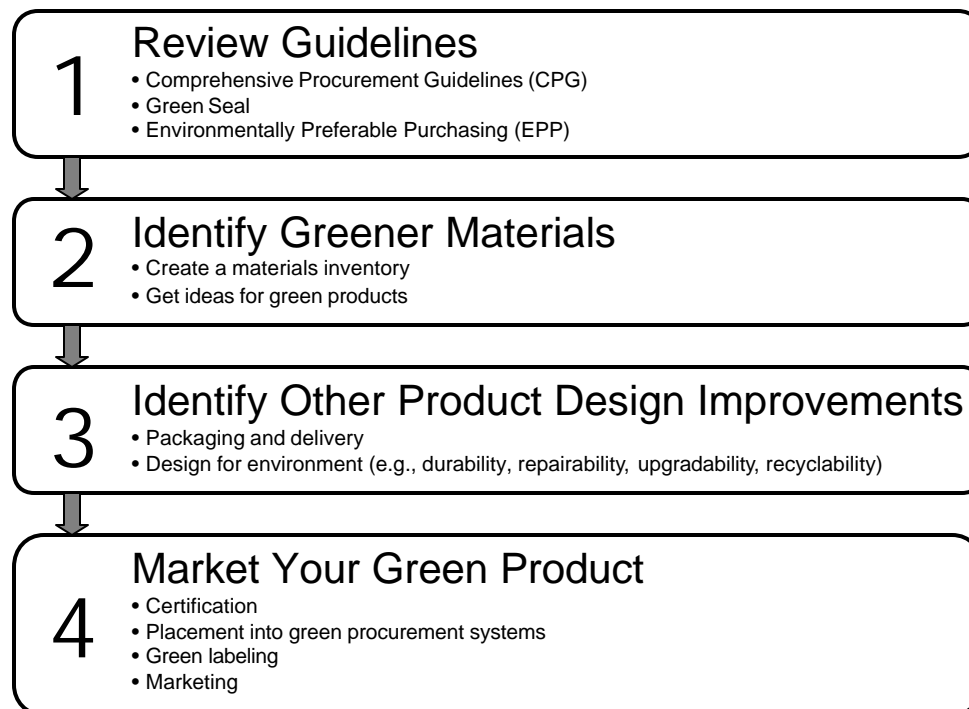 1
Review Guidelines
• Comprehensive Procurement Guidelines (CPG)
• Green Seal
• Environmentally Preferable Purchasing (EPP)
2
Identify Greener Materials
• Create a materials inventory
• Get ideas for green products
3
Identify Other Product Design Improvements
• Packaging and delivery
• Design for environment (e.g., durability, repairability, upgradability, recyclability)
4
Market Your Green Product
• Certification
• Placement into green procurement systems
• Green labeling
• Marketing